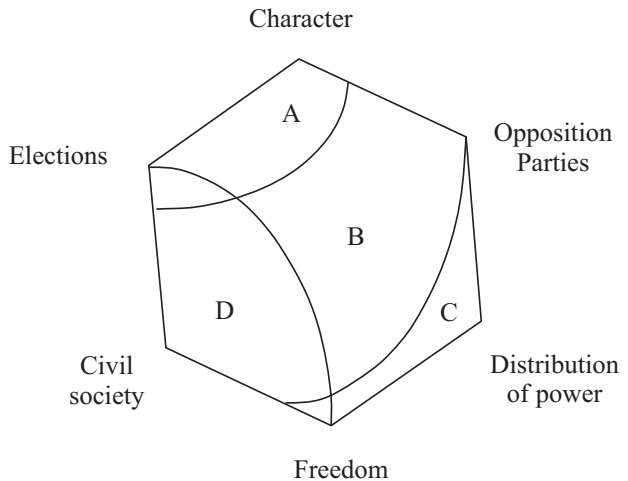 Character
A
Elections
Opposition
Parties
B
D
C
Civil
society
Distribution
of power
Freedom